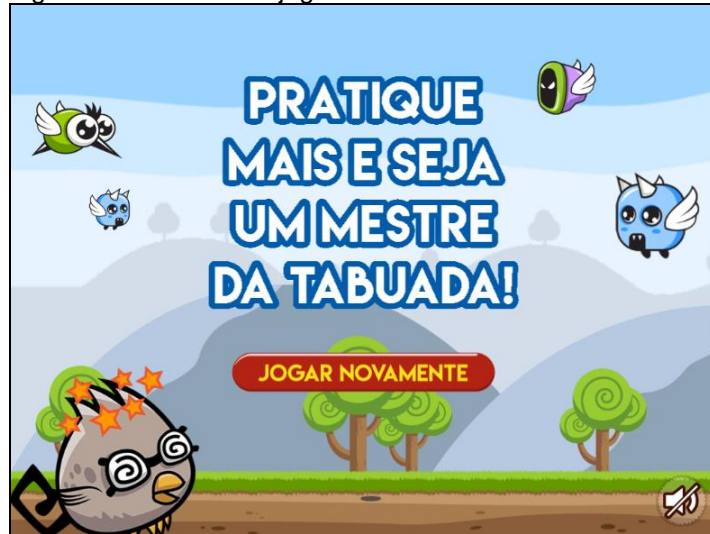 PRATIQUE
MAIS E SEJA
UM MESTRE
DA TABUADA!
JOGAR NOVAMENTE